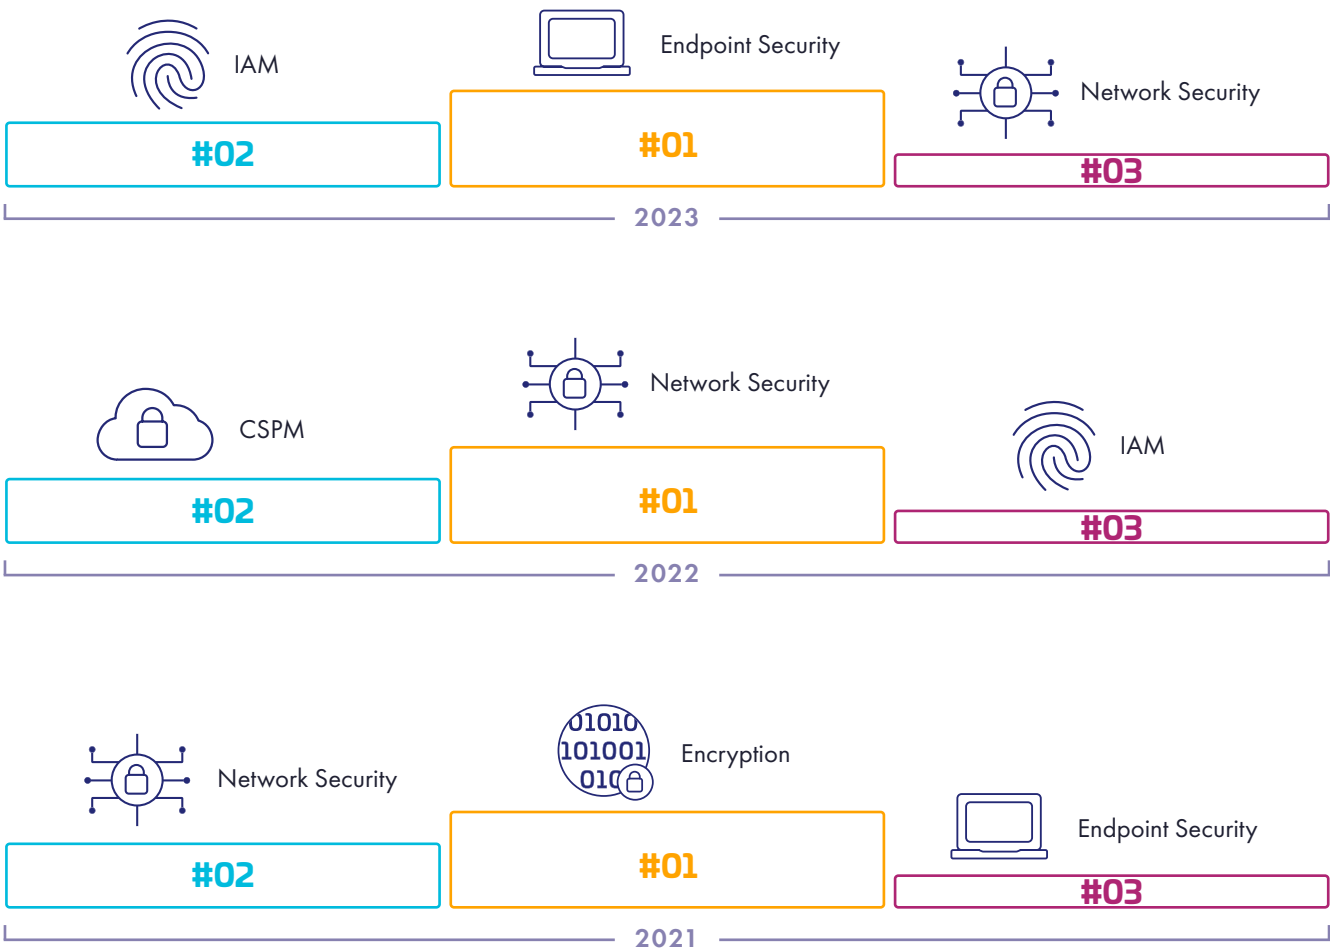 IAM
Endpoint Security
Network Security
#02
#01
#03
2023
CSPM
Network Security
IAM
#02
#01
#03
2022
Network Security
01010
101001
010
Encryption
Endpoint Security
#02
#01
#03
2021